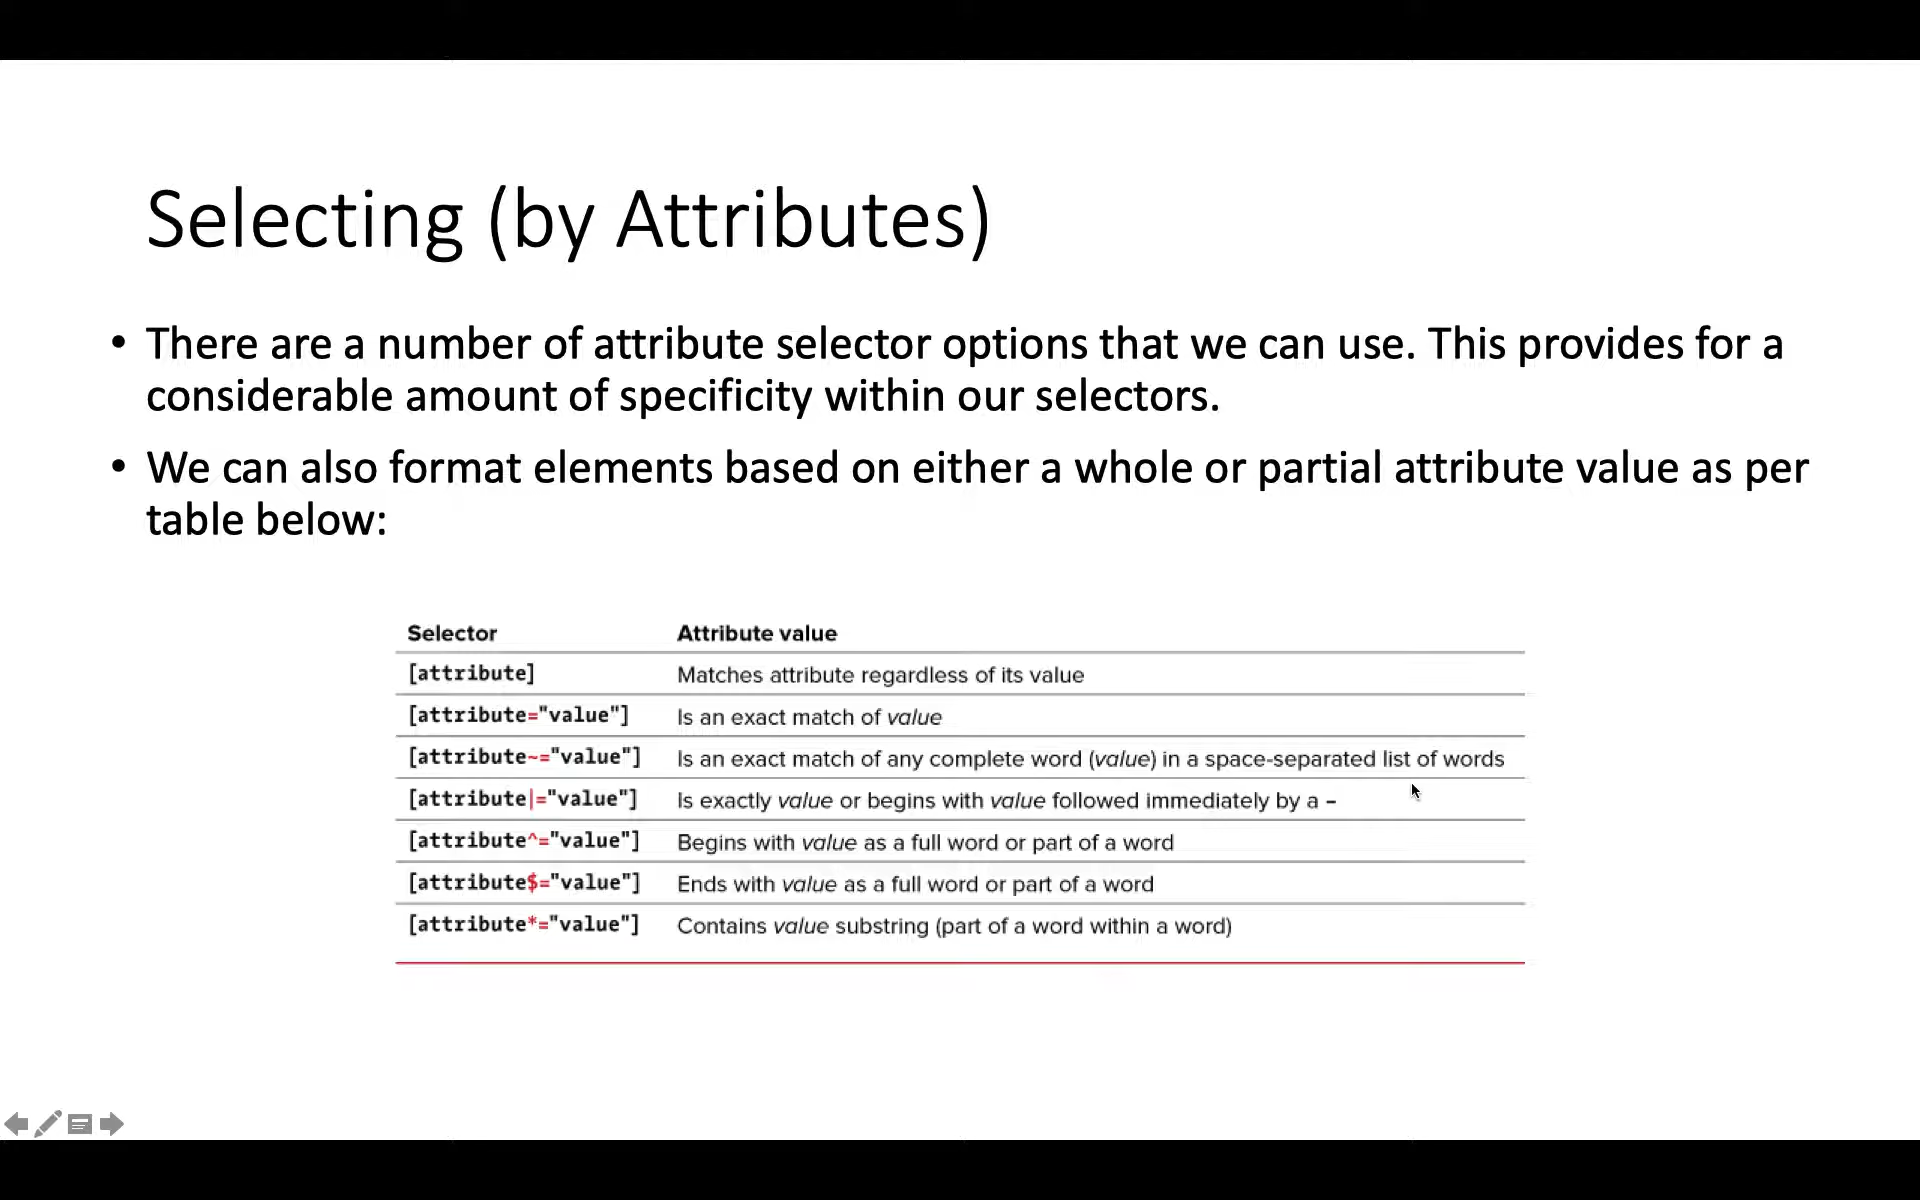 Selecting (by Attributes)
• There are a number of attribute selector options that we can use. This provides for a
considerable amount of specificity within our selectors.
• We can also format elements based on either a whole or partial attribute value as per
table below:
Selector Attribute value
[attribute] Matches attribute regardless of its value
[attribute="value"] Is an exact match of value
[attribute~="value"] Is an exact match of any complete word (value) in a space-separated list of words
[attribute|="value"] Is exactly value or begins with value followed immediately by a –
[attribute^="value"] Begins with value as a full word or part of a word
[attribute$="value"] Ends with value as a full word or part of a word
[attribute*="value"] Contains value substring (part of a word within a word)